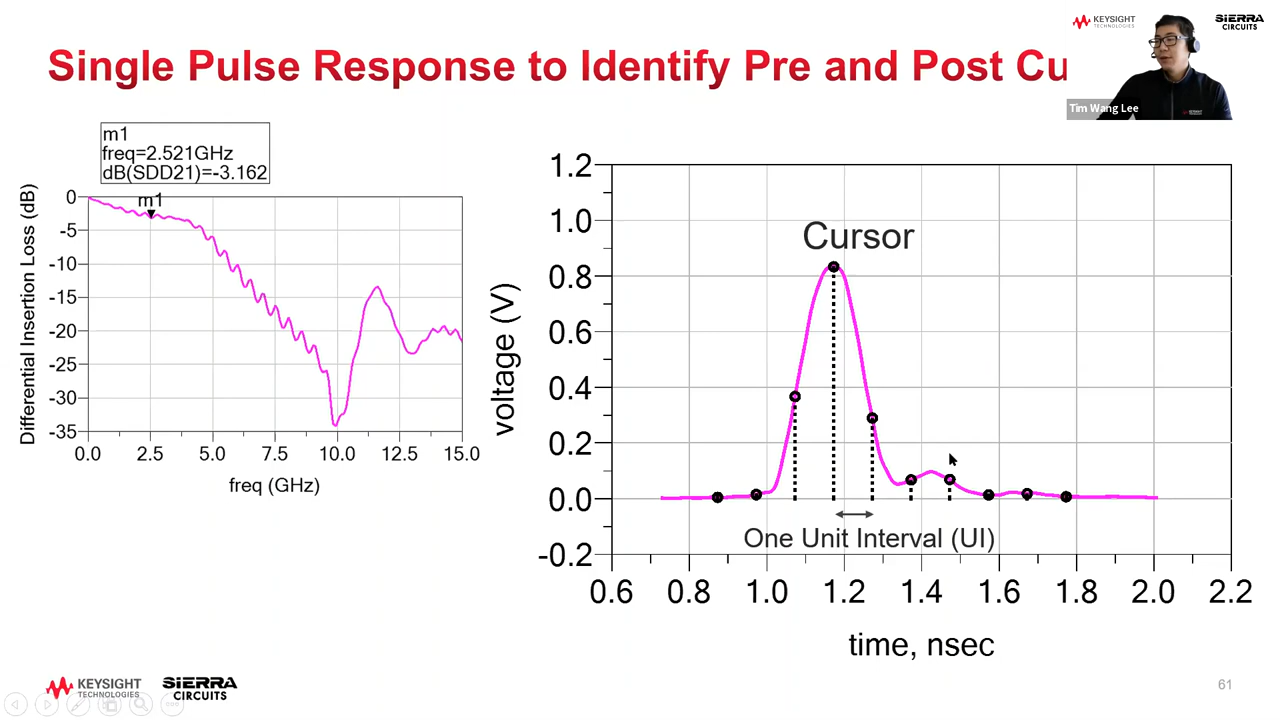 KEYSIGHT
TECHNOLOGIES
SIERRA
CIRCUITS
Single Pulse Response to Identify Pre and Post Cu
Tim Wang Lee
m1
freq=2.521GHz
dB(SDD21)=-3.162
m1
Differential Insertion Loss (dB)
0
-5
-10
-15
-20
-25
-30
-35
0.0 2.5 5.0 7.5 10.0 12.5 15.0
freq (GHz)
voltage (V)
1.2
1.0
0.8
0.6
0.4
0.2
0.0
-0.2
Cursor
One Unit Interval (UI)
0.6 0.8 1.0 1.2 1.4 1.6 1.8 2.0 2.2
time, nsec
KEYSIGHT
TECHNOLOGIES
SIERRA
CIRCUITS
61